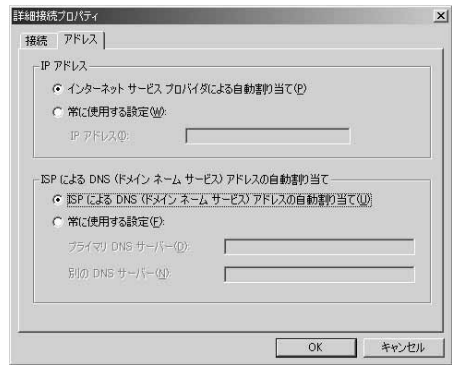 詳細接続プロパティ
接続 アドレス
IP アドレス
インターネット サービス プロバイダによる自動割り当て(P)
常に使用する設定(W):
IP アドレス(I):
ISP による DNS (ドメイン ネーム サービス) アドレスの自動割り当て
ISP による DNS (ドメイン ネーム サービス) アドレスの自動割り当て(U)
常に使用する設定(F):
プライマリ DNS サーバー(D):
別の DNS サーバー(N):
OK キャンセル